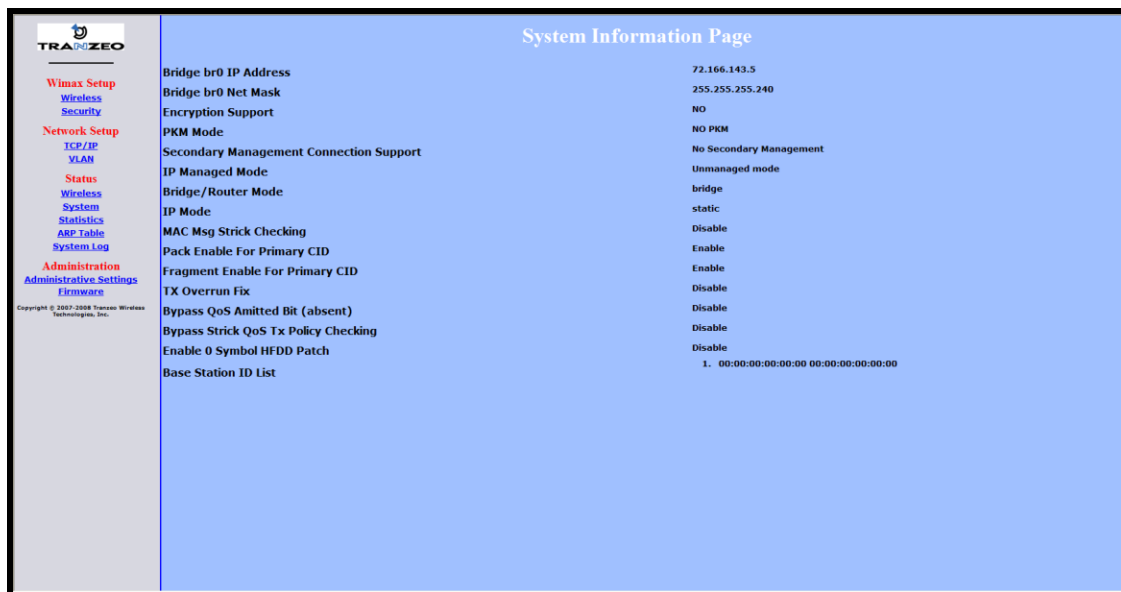 TRANZEO
Wimax Setup
Wireless
Security
Network Setup
TCP/IP
VLAN
Status
Wireless
System
Statistics
ARP Table
System Log
Administration
Administrative Settings
Firmware
Copyright © 2007-2008 Tranzeo Wireless
Technologies, Inc.
System Information Page
Bridge br0 IP Address 72.166.143.5
Bridge br0 Net Mask 255.255.255.240
Encryption Support NO
PKM Mode NO PKM
Secondary Management Connection Support No Secondary Management
IP Managed Mode Unmanaged mode
Bridge/Router Mode bridge
IP Mode static
MAC Msg Strick Checking Disable
Pack Enable For Primary CID Enable
Fragment Enable For Primary CID Enable
TX Overrun Fix Disable
Bypass QoS Amitted Bit (absent) Disable
Bypass Strick QoS Tx Policy Checking Disable
Enable 0 Symbol HFDD Patch Disable
Base Station ID List 1. 00:00:00:00:00:00 00:00:00:00:00:00